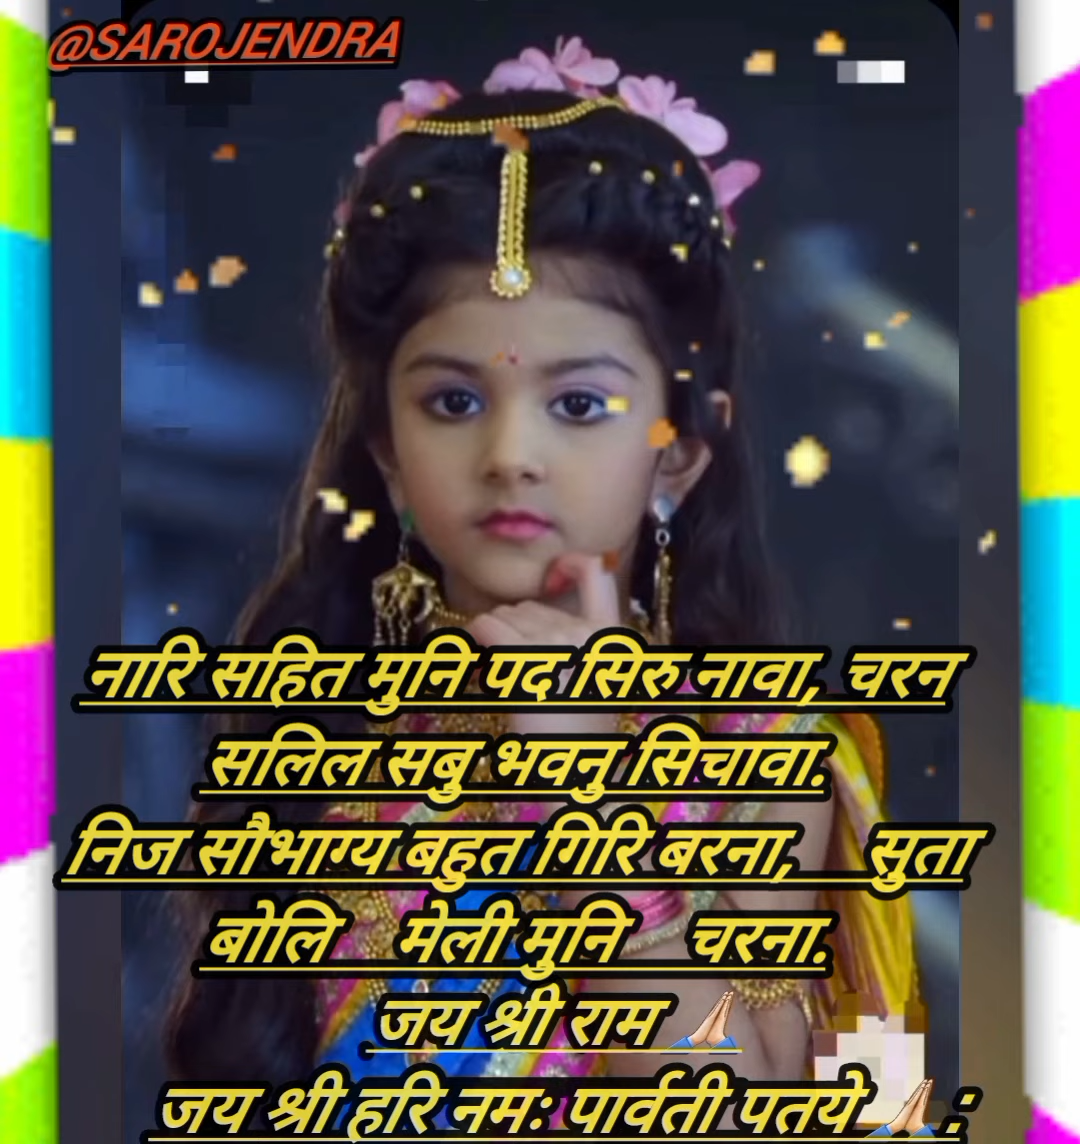 @SAROJENDRA
नारि सहित मुनि पद सिरु नावा, चरन
सलिल सबु भवनु सिचावा.
निज सौभाग्य बहुत गिरि बरना, सुता
बोलि मेली मुनि चरना.
जय श्री राम 🙏🏻
जय श्री हरि नमः पार्वती पतये 🙏🏻 :